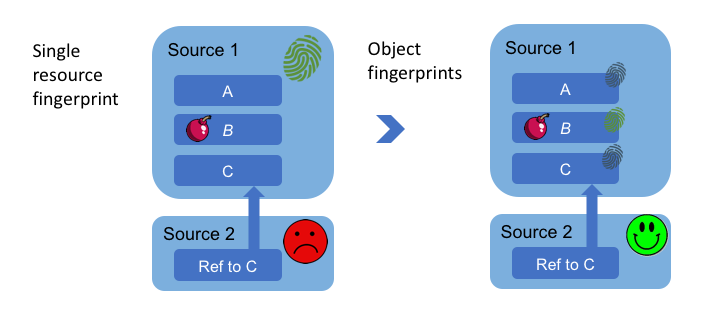 Single
resource
fingerprint
Source 1
A
B
C
Source 2
Ref to C
Object
fingerprints
Source 1
A
B
C
Source 2
Ref to C